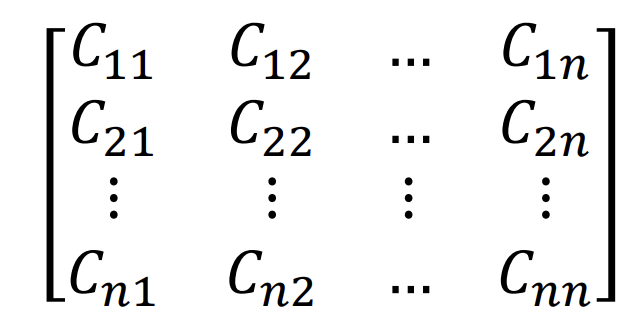 C₁₁ C₁₂ ... C₁ₙ
C₂₁ C₂₂ ... C₂ₙ
⋮ ⋮ ⋮ ⋮
Cₙ₁ Cₙ₂ ... Cₙₙ